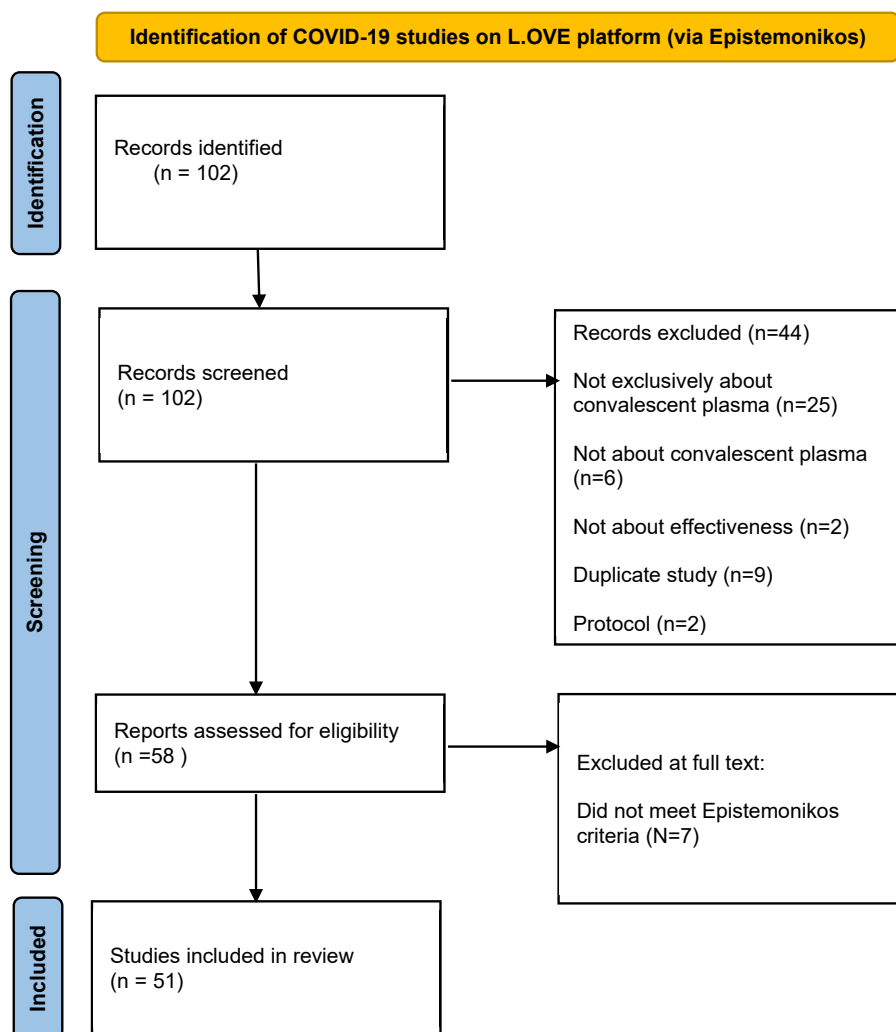 Identification of COVID-19 studies on L.OVE platform (via Epistemonikos)
Identification
Records identified
(n = 102)
Screening
Records screened
(n = 102)
Records excluded (n=44)
Not exclusively about
convalescent plasma (n=25)
Not about convalescent plasma
(n=6)
Not about effectiveness (n=2)
Duplicate study (n=9)
Protocol (n=2)
Reports assessed for eligibility
(n =58 )
Excluded at full text:
Did not meet Epistemonikos
criteria (N=7)
Included
Studies included in review
(n = 51)